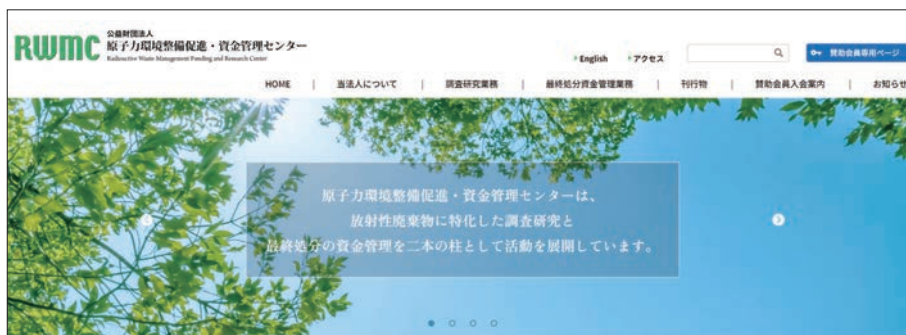 RWMC
公益財団法人
原子力環境整備促進・資金管理センター
Radioactive Waste Management Funding and Research Center
English アクセス
賛助会員専用ページ
HOME | 当法人について | 調査研究業務 | 最終処分資金管理業務 | 刊行物 | 賛助会員入会案内 | お知らせ
原子力環境整備促進・資金管理センターは、
放射性廃棄物に特化した調査研究と
最終処分の資金管理を二本の柱として活動を展開しています。